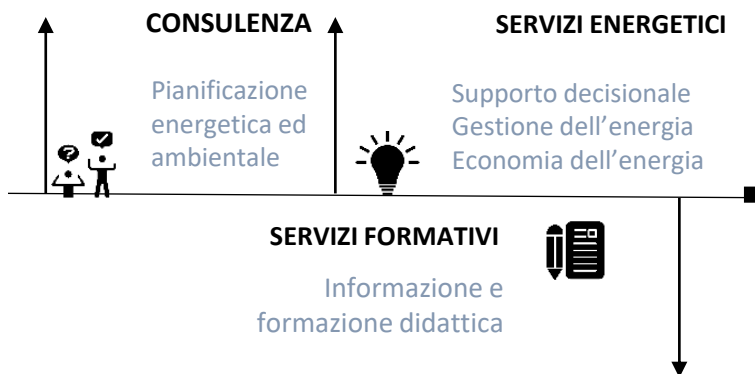 CONSULENZA
Pianificazione
energetica ed
ambientale
SERVIZI ENERGETICI
Supporto decisionale
Gestione dell’energia
Economia dell’energia
SERVIZI FORMATIVI
Informazione e
formazione didattica